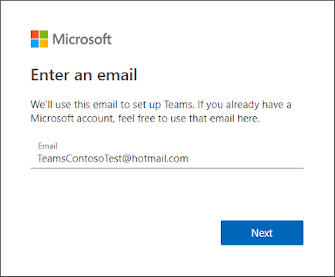 Microsoft
Enter an email
We'll use this email to set up Teams. If you already have a
Microsoft account, feel free to use that email here.
Email
TeamsContosoTest@hotmail.com
Next